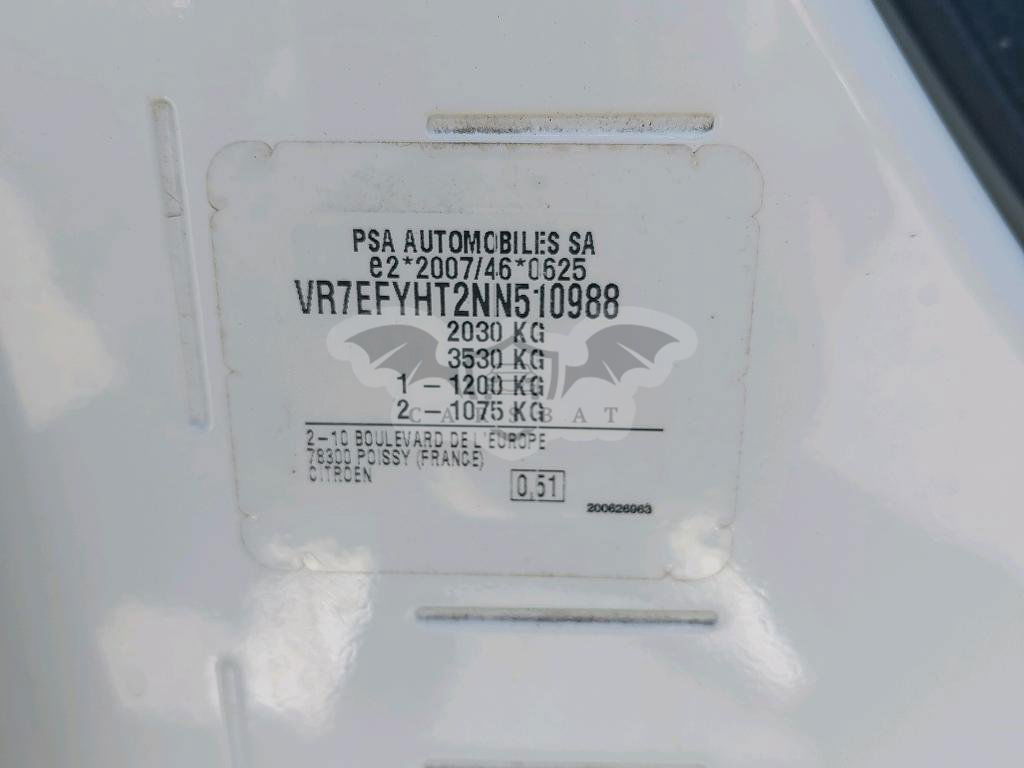 PSA AUTOMOBILES SA
e2*2007/46*0625
VR7EFYHT2NN510988
2030 KG
3530 KG
1 - 1200 KG
2 - 1075 KG
CARSBAT
2-10 BOULEVARD DE L'EUROPE
78300 POISSY (FRANCE)
CITROEN
0,51
200626963